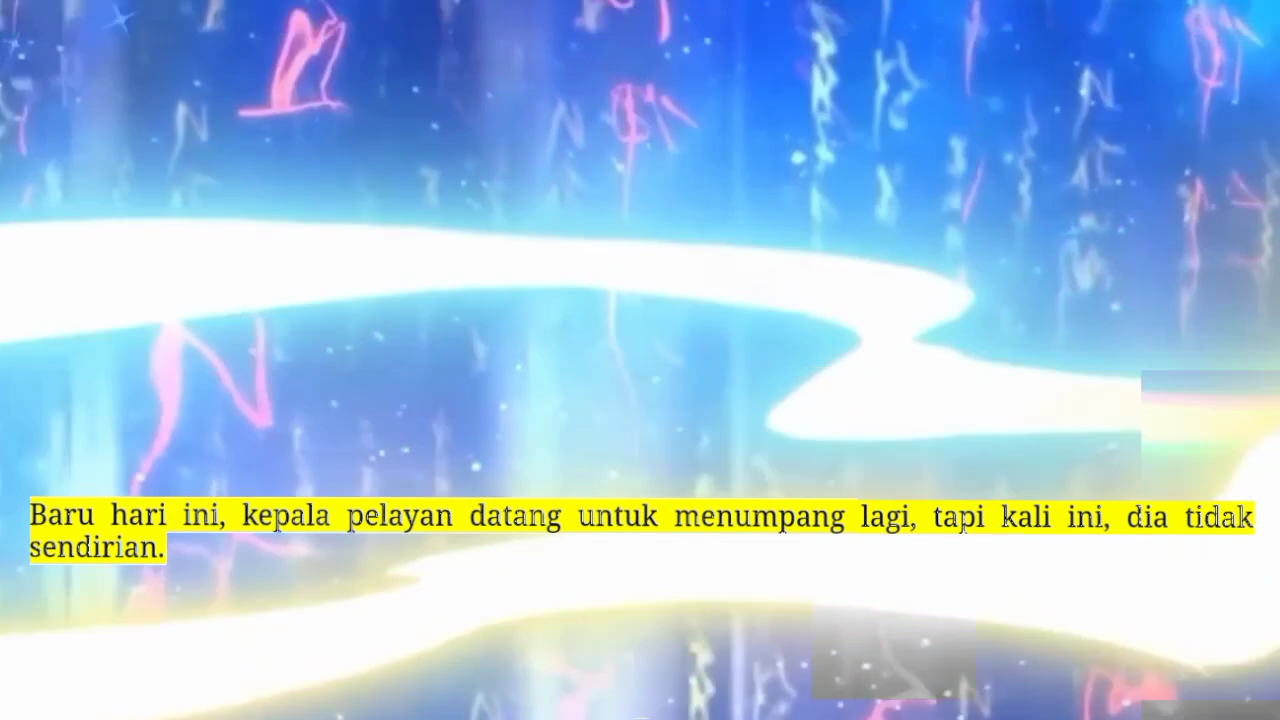 Baru hari ini, kepala pelayan datang untuk menumpang lagi, tapi kali ini, dia tidak
sendirian.